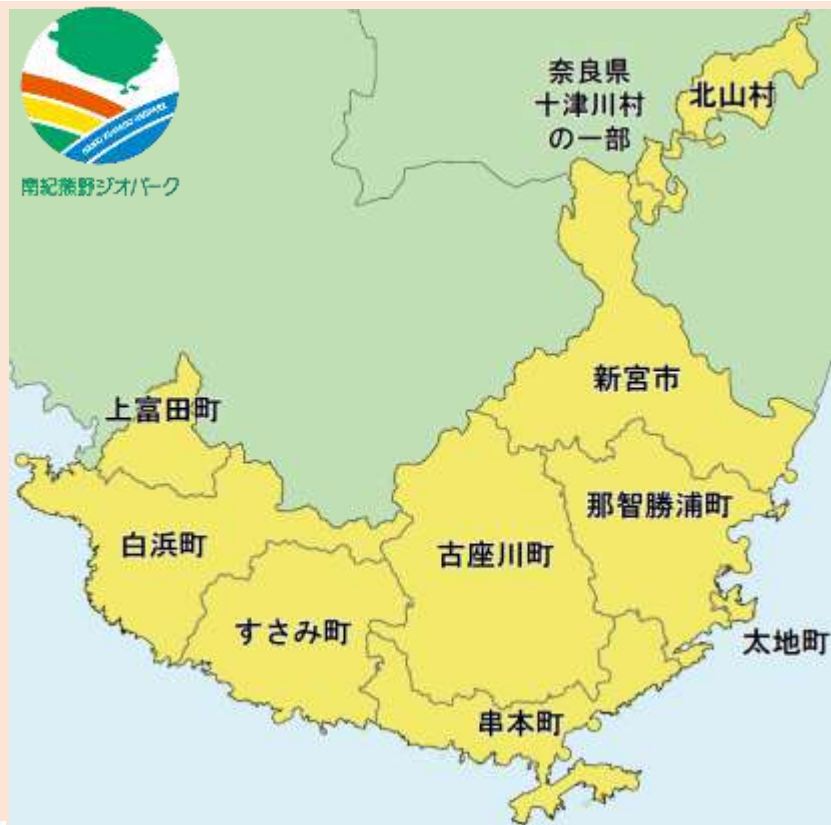 南紀熊野ジオパーク
奈良県
十津川村
の一部
北山村
新宮市
上富田町
那智勝浦町
白浜町
古座川町
すさみ町
太地町
串本町